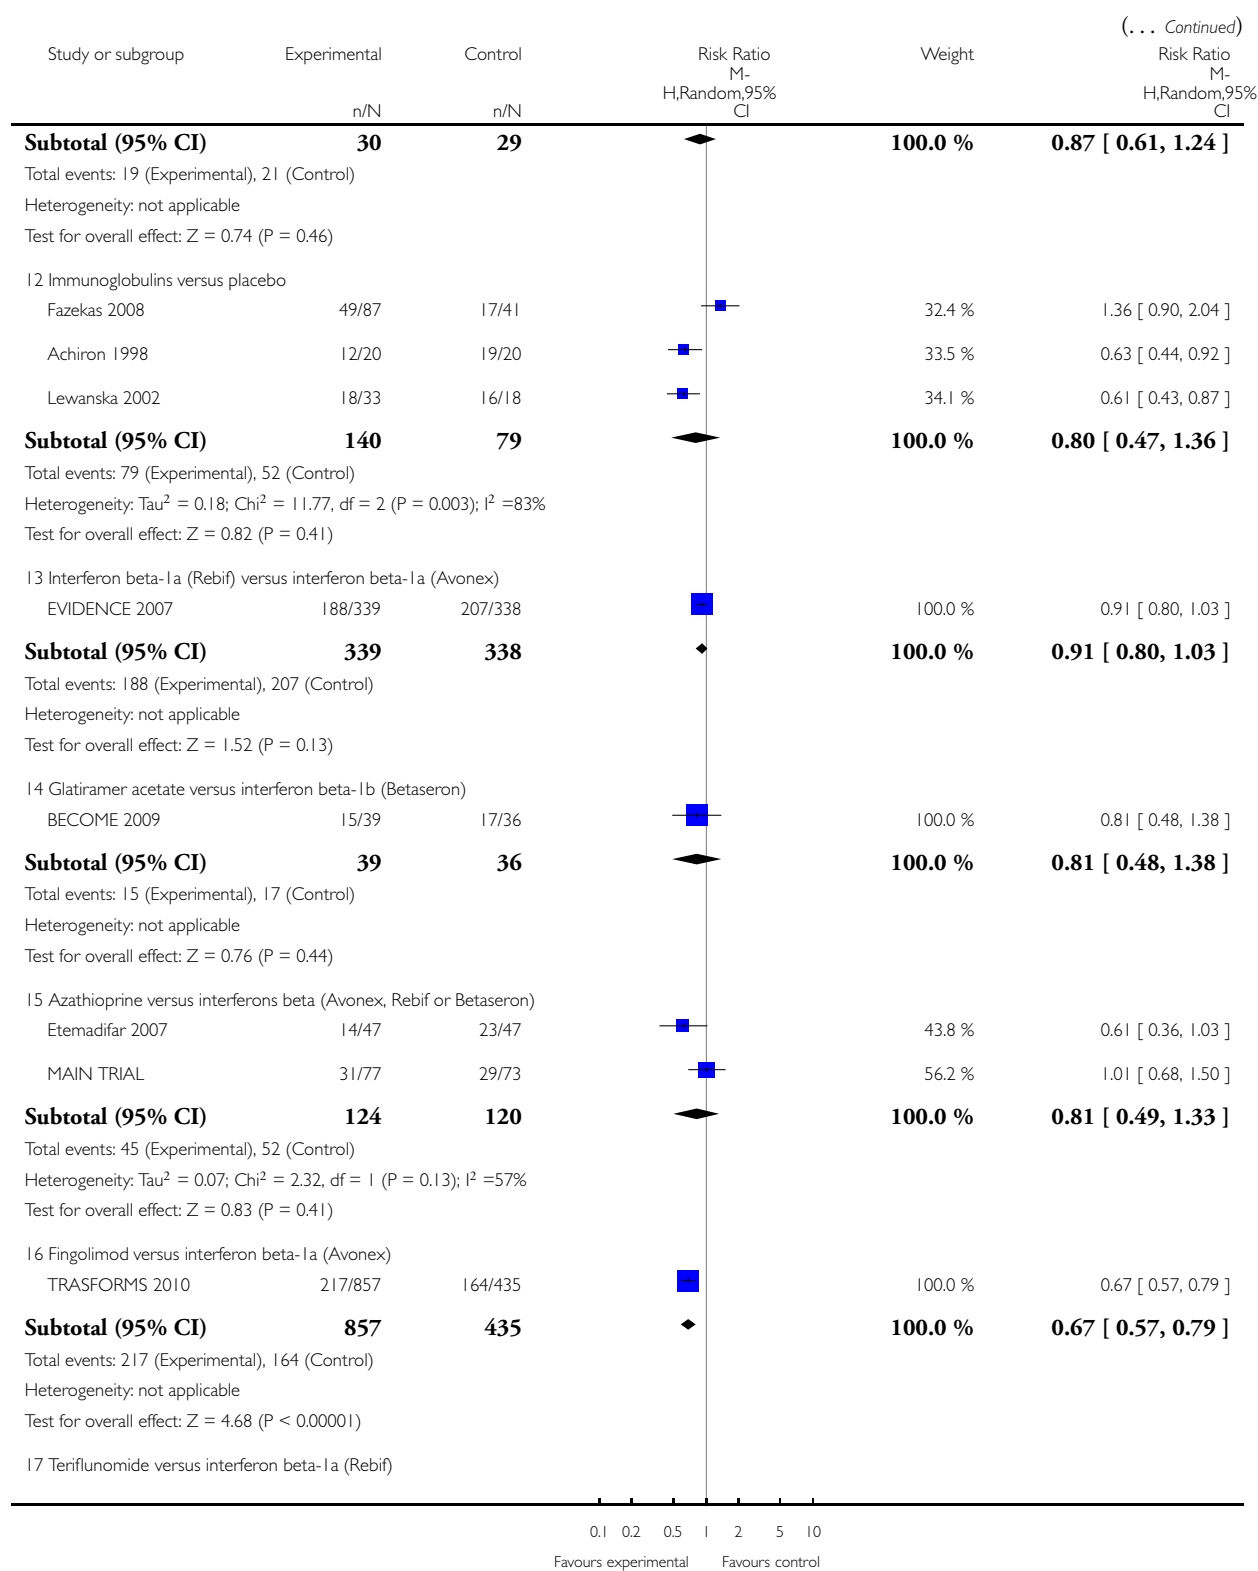 (... Continued)
Study or subgroup Experimental Control Risk Ratio Weight Risk Ratio
M- M-
H,Random,95% H,Random,95%
n/N n/N CI CI
Subtotal (95% CI) 30 29 100.0 % 0.87 [ 0.61, 1.24 ]
Total events: 19 (Experimental), 21 (Control)
Heterogeneity: not applicable
Test for overall effect: Z = 0.74 (P = 0.46)
12 Immunoglobulins versus placebo
Fazekas 2008 49/87 17/41 32.4 % 1.36 [ 0.90, 2.04 ]
Achiron 1998 12/20 19/20 33.5 % 0.63 [ 0.44, 0.92 ]
Lewanska 2002 18/33 16/18 34.1 % 0.61 [ 0.43, 0.87 ]
Subtotal (95% CI) 140 79 100.0 % 0.80 [ 0.47, 1.36 ]
Total events: 79 (Experimental), 52 (Control)
Heterogeneity: Tau² = 0.18; Chi² = 11.77, df = 2 (P = 0.003); I² =83%
Test for overall effect: Z = 0.82 (P = 0.41)
13 Interferon beta-1a (Rebif) versus interferon beta-1a (Avonex)
EVIDENCE 2007 188/339 207/338 100.0 % 0.91 [ 0.80, 1.03 ]
Subtotal (95% CI) 339 338 100.0 % 0.91 [ 0.80, 1.03 ]
Total events: 188 (Experimental), 207 (Control)
Heterogeneity: not applicable
Test for overall effect: Z = 1.52 (P = 0.13)
14 Glatiramer acetate versus interferon beta-1b (Betaseron)
BECOME 2009 15/39 17/36 100.0 % 0.81 [ 0.48, 1.38 ]
Subtotal (95% CI) 39 36 100.0 % 0.81 [ 0.48, 1.38 ]
Total events: 15 (Experimental), 17 (Control)
Heterogeneity: not applicable
Test for overall effect: Z = 0.76 (P = 0.44)
15 Azathioprine versus interferons beta (Avonex, Rebif or Betaseron)
Etemadifar 2007 14/47 23/47 43.8 % 0.61 [ 0.36, 1.03 ]
MAIN TRIAL 31/77 29/73 56.2 % 1.01 [ 0.68, 1.50 ]
Subtotal (95% CI) 124 120 100.0 % 0.81 [ 0.49, 1.33 ]
Total events: 45 (Experimental), 52 (Control)
Heterogeneity: Tau² = 0.07; Chi² = 2.32, df = 1 (P = 0.13); I² =57%
Test for overall effect: Z = 0.83 (P = 0.41)
16 Fingolimod versus interferon beta-1a (Avonex)
TRASFORMS 2010 217/857 164/435 100.0 % 0.67 [ 0.57, 0.79 ]
Subtotal (95% CI) 857 435 100.0 % 0.67 [ 0.57, 0.79 ]
Total events: 217 (Experimental), 164 (Control)
Heterogeneity: not applicable
Test for overall effect: Z = 4.68 (P < 0.00001)
17 Teriflunomide versus interferon beta-1a (Rebif)
0.1 0.2 0.5 1 2 5 10
Favours experimental Favours control